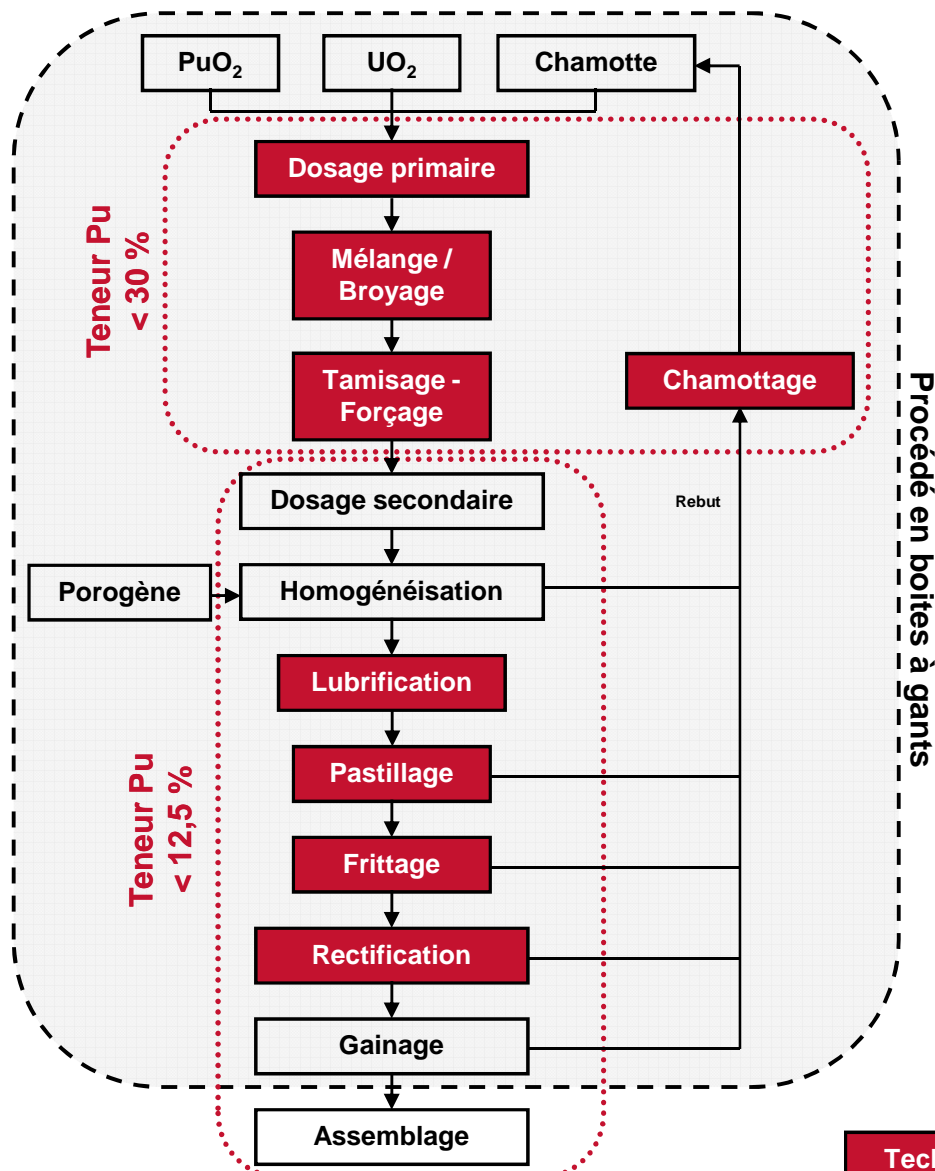 PuO₂
UO₂
Chamotte
Dosage primaire
Teneur Pu
< 30 %
Mélange /
Broyage
Tamisage -
Forçage
Chamottage
Procédé en boites à gants
Dosage secondaire
Rebut
Porogène
Homogénéisation
Lubrification
Teneur Pu
< 12,5 %
Pastillage
Frittage
Rectification
Gainage
Assemblage